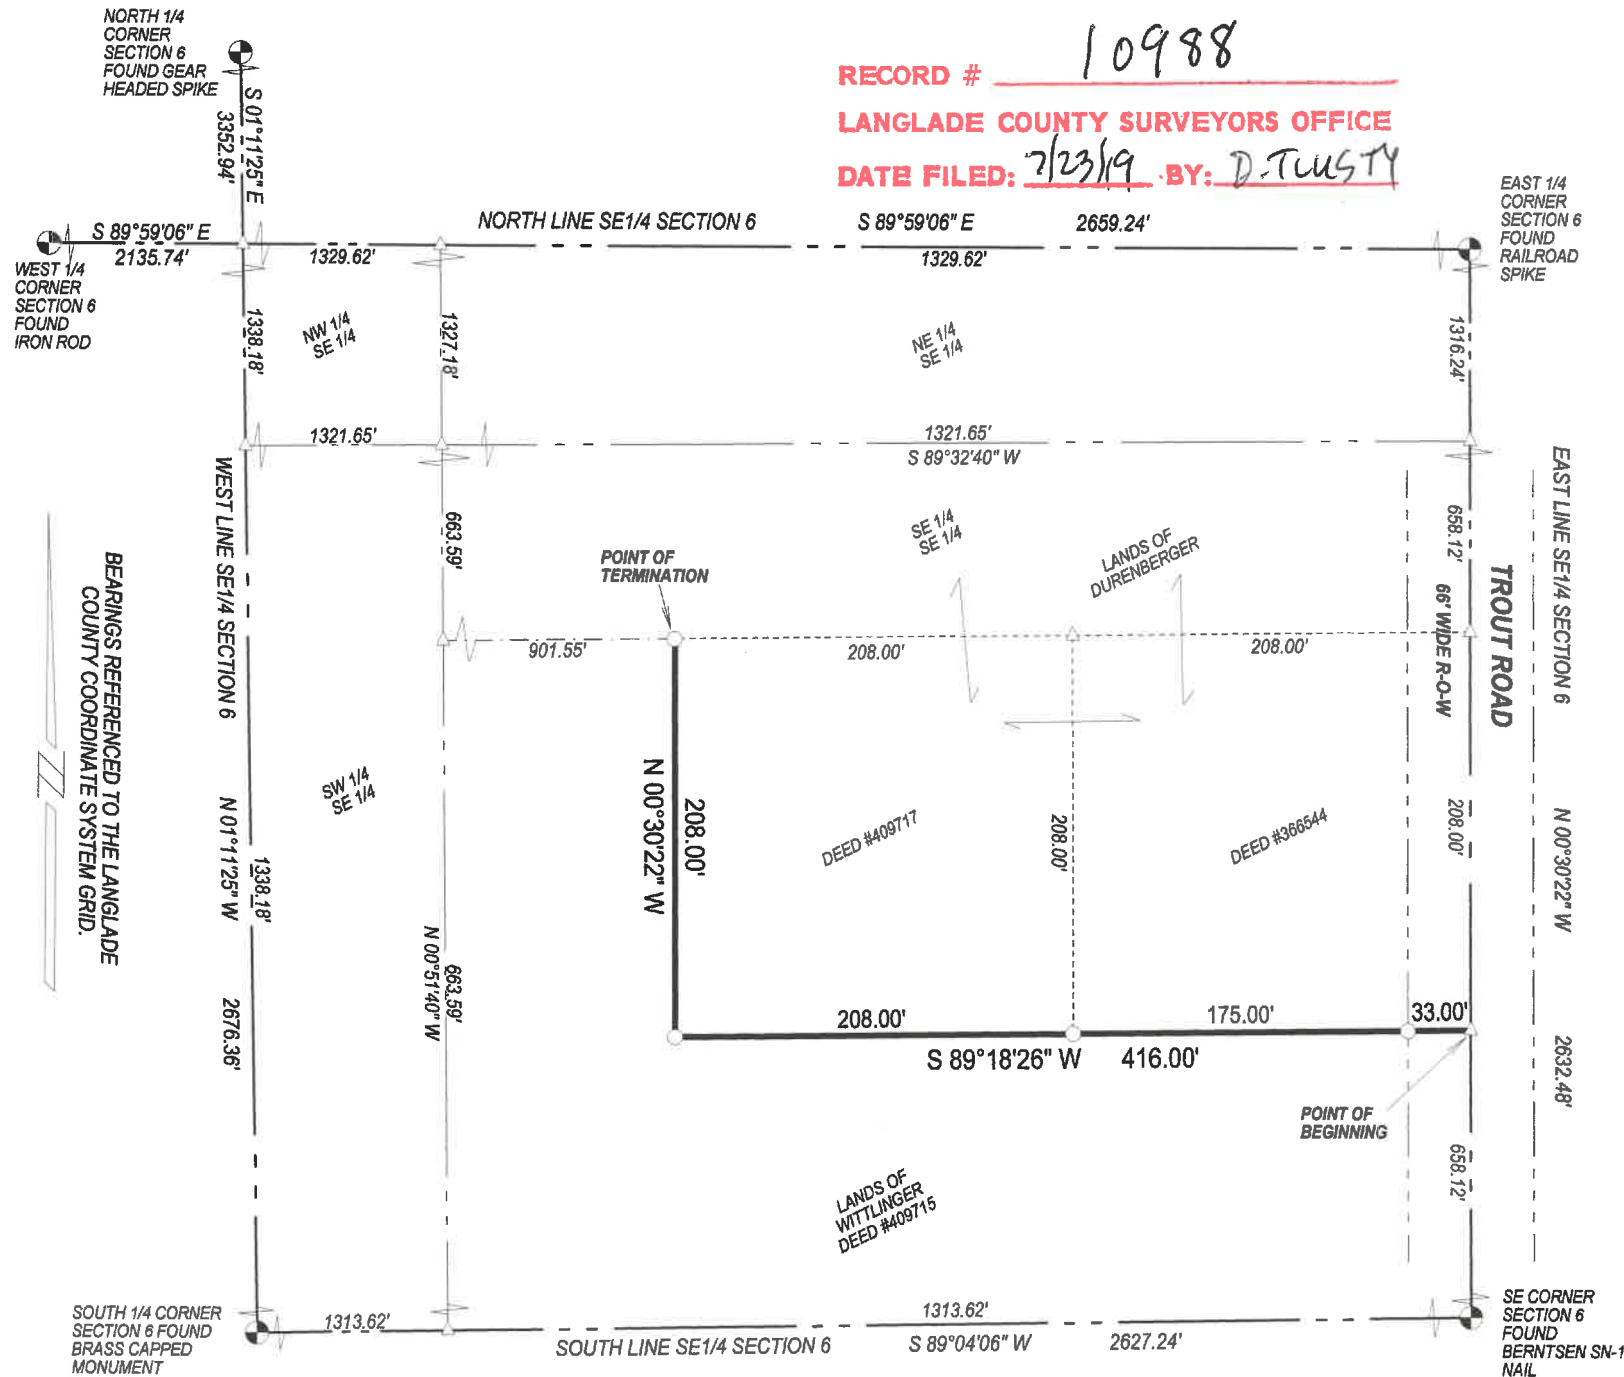 NORTH 1/4
CORNER
SECTION 6
FOUND GEAR
HEADED SPIKE
S 01°11'25" E
3352.94'
RECORD # 10988
LANGLADE COUNTY SURVEYORS OFFICE
DATE FILED: 7/23/19 BY: D.TLUSTY
EAST 1/4
CORNER
SECTION 6
FOUND
RAILROAD
SPIKE
S 89°59'06" E
2135.74'
NORTH LINE SE1/4 SECTION 6
S 89°59'06" E
2659.24'
1329.62'
1329.62'
WEST 1/4
CORNER
SECTION 6
FOUND
IRON ROD
1338.18'
NW 1/4
SE 1/4
1327.18'
NE 1/4
SE 1/4
1316.24'
1321.65'
1321.65'
S 89°32'40" W
WEST LINE SE1/4 SECTION 6
N 01°11'25" W
2676.36'
1338.18'
663.59'
SE 1/4
SE 1/4
LANDS OF
DURENBERGER
658.12'
66' WIDE R-O-W
TROUT ROAD
EAST LINE SE1/4 SECTION 6
N 00°30'22" W
2632.48'
POINT OF
TERMINATION
901.55'
208.00'
208.00'
BEARINGS REFERENCED TO THE LANGLADE
COUNTY COORDINATE SYSTEM GRID.
SW 1/4
SE 1/4
208.00'
N 00°30'22" W
DEED #409717
208.00'
DEED #366544
208.00'
663.59'
N 00°51'40" W
208.00'
175.00'
33.00'
S 89°18'26" W
416.00'
POINT OF
BEGINNING
658.12'
LANDS OF
WITTLINGER
DEED #409715
SOUTH 1/4 CORNER
SECTION 6 FOUND
BRASS CAPPED
MONUMENT
1313.62'
1313.62'
SOUTH LINE SE1/4 SECTION 6
S 89°04'06" W
2627.24'
SE CORNER
SECTION 6
FOUND
BERNTSEN SN-1
NAIL